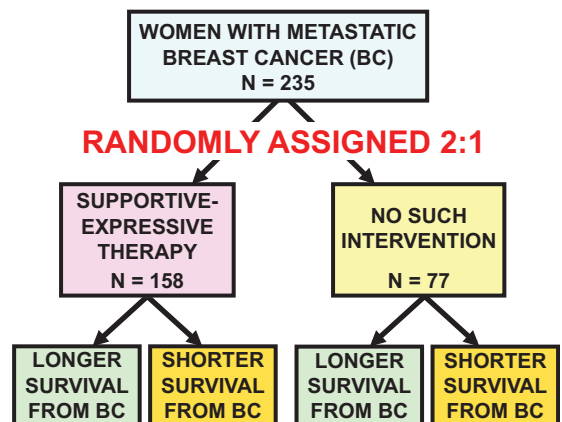 WOMEN WITH METASTATIC
BREAST CANCER (BC)
N = 235
RANDOMLY ASSIGNED 2:1
SUPPORTIVE-
EXPRESSIVE
THERAPY
N = 158
NO SUCH
INTERVENTION
N = 77
LONGER
SURVIVAL
FROM BC
SHORTER
SURVIVAL
FROM BC
LONGER
SURVIVAL
FROM BC
SHORTER
SURVIVAL
FROM BC